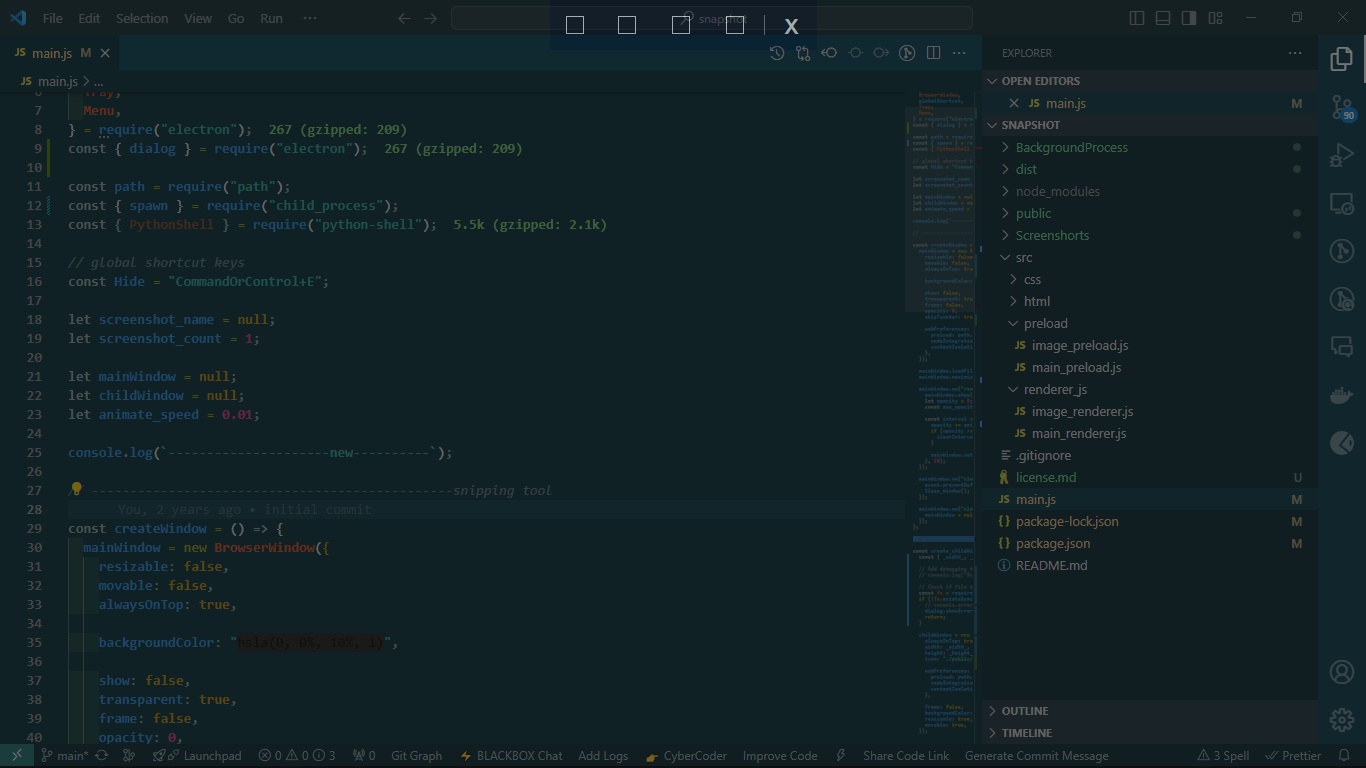 File Edit Selection View Go Run ··· ← → snapshot X
JS main.js M ×
JS main.js > ...
6 Tray,
7 Menu,
8 } = require("electron"); 267 (gzipped: 209)
9 const { dialog } = require("electron"); 267 (gzipped: 209)
10
11 const path = require("path");
12 const { spawn } = require("child_process");
13 const { PythonShell } = require("python-shell"); 5.5k (gzipped: 2.1k)
14
15 // global shortcut keys
16 const Hide = "CommandOrControl+E";
17
18 let screenshot_name = null;
19 let screenshot_count = 1;
20
21 let mainWindow = null;
22 let childWindow = null;
23 let animate_speed = 0.01;
24
25 console.log(`---------------------new----------`);
26
27 // -----------------------------------------------snipping tool
28 You, 2 years ago • initial commit
29 const createWindow = () => {
30 mainWindow = new BrowserWindow({
31 resizable: false,
32 movable: false,
33 alwaysOnTop: true,
34
35 backgroundColor: "hsla(0, 0%, 10%, 1)",
36
37 show: false,
38 transparent: true,
39 frame: false,
40 opacity: 0,
EXPLORER ···
OPEN EDITORS
× JS main.js M
SNAPSHOT
BackgroundProcess
dist
node_modules
public
Screenshorts
src
css
html
preload
JS image_preload.js
JS main_preload.js
renderer_js
JS image_renderer.js
JS main_renderer.js
.gitignore
license.md U
JS main.js M
{} package-lock.json M
{} package.json M
README.md
OUTLINE
TIMELINE
90
main* Launchpad 0 0 3 0 Git Graph BLACKBOX Chat Add Logs CyberCoder Improve Code Share Code Link Generate Commit Message 3 Spell Prettier